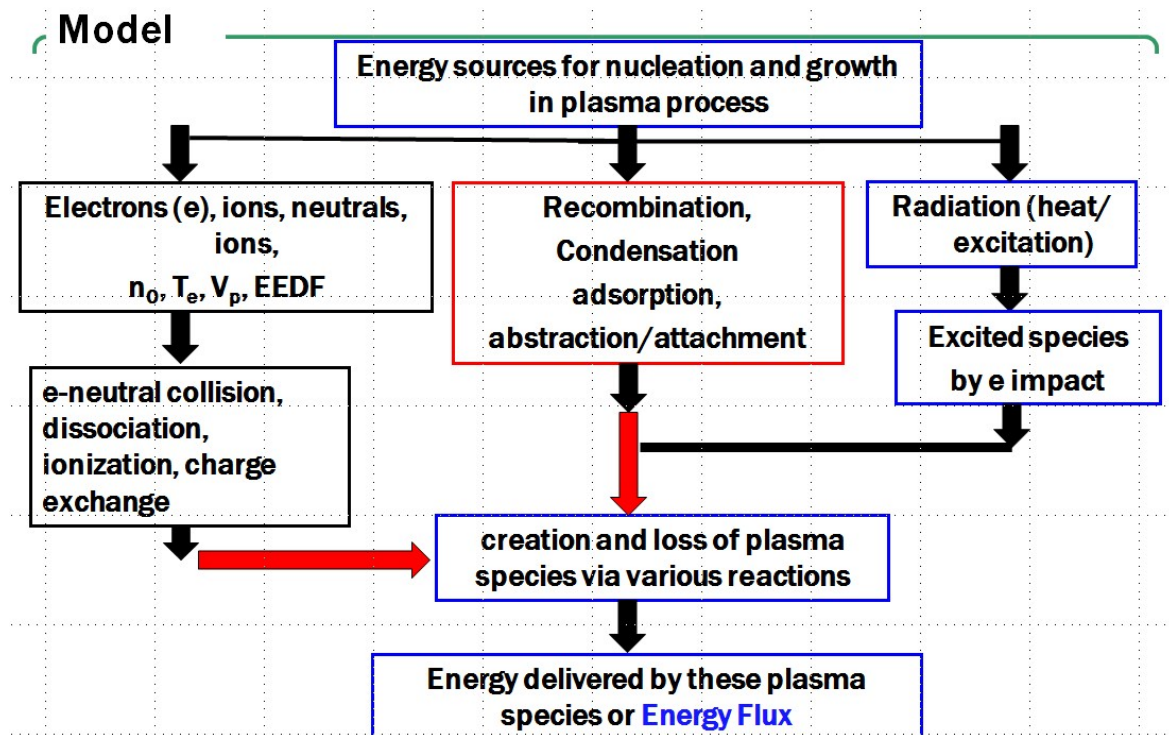 Model
Energy sources for nucleation and growth
in plasma process
Electrons (e), ions, neutrals,
ions,
n₀, Tₑ, Vₚ, EEDF
Recombination,
Condensation
adsorption,
abstraction/attachment
Radiation (heat/
excitation)
Excited species
by e impact
e-neutral collision,
dissociation,
ionization, charge
exchange
creation and loss of plasma
species via various reactions
Energy delivered by these plasma
species or Energy Flux